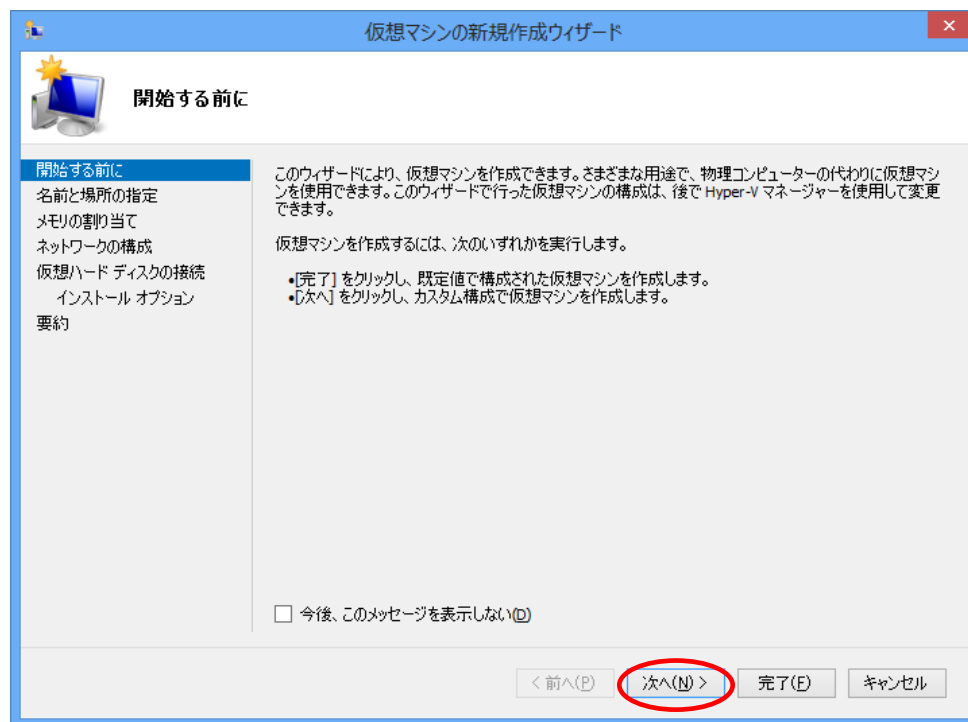 仮想マシンの新規作成ウィザード
開始する前に
開始する前に
名前と場所の指定
メモリの割り当て
ネットワークの構成
仮想ハード ディスクの接続
インストール オプション
要約
このウィザードにより、仮想マシンを作成できます。さまざまな用途で、物理コンピューターの代わりに仮想マシ
ンを使用できます。このウィザードで行った仮想マシンの構成は、後で Hyper-V マネージャーを使用して変更
できます。
仮想マシンを作成するには、次のいずれかを実行します。
•[完了] をクリックし、既定値で構成された仮想マシンを作成します。
•[次へ] をクリックし、カスタム構成で仮想マシンを作成します。
今後、このメッセージを表示しない(D)
< 前へ(P) 次へ(N) > 完了(F) キャンセル